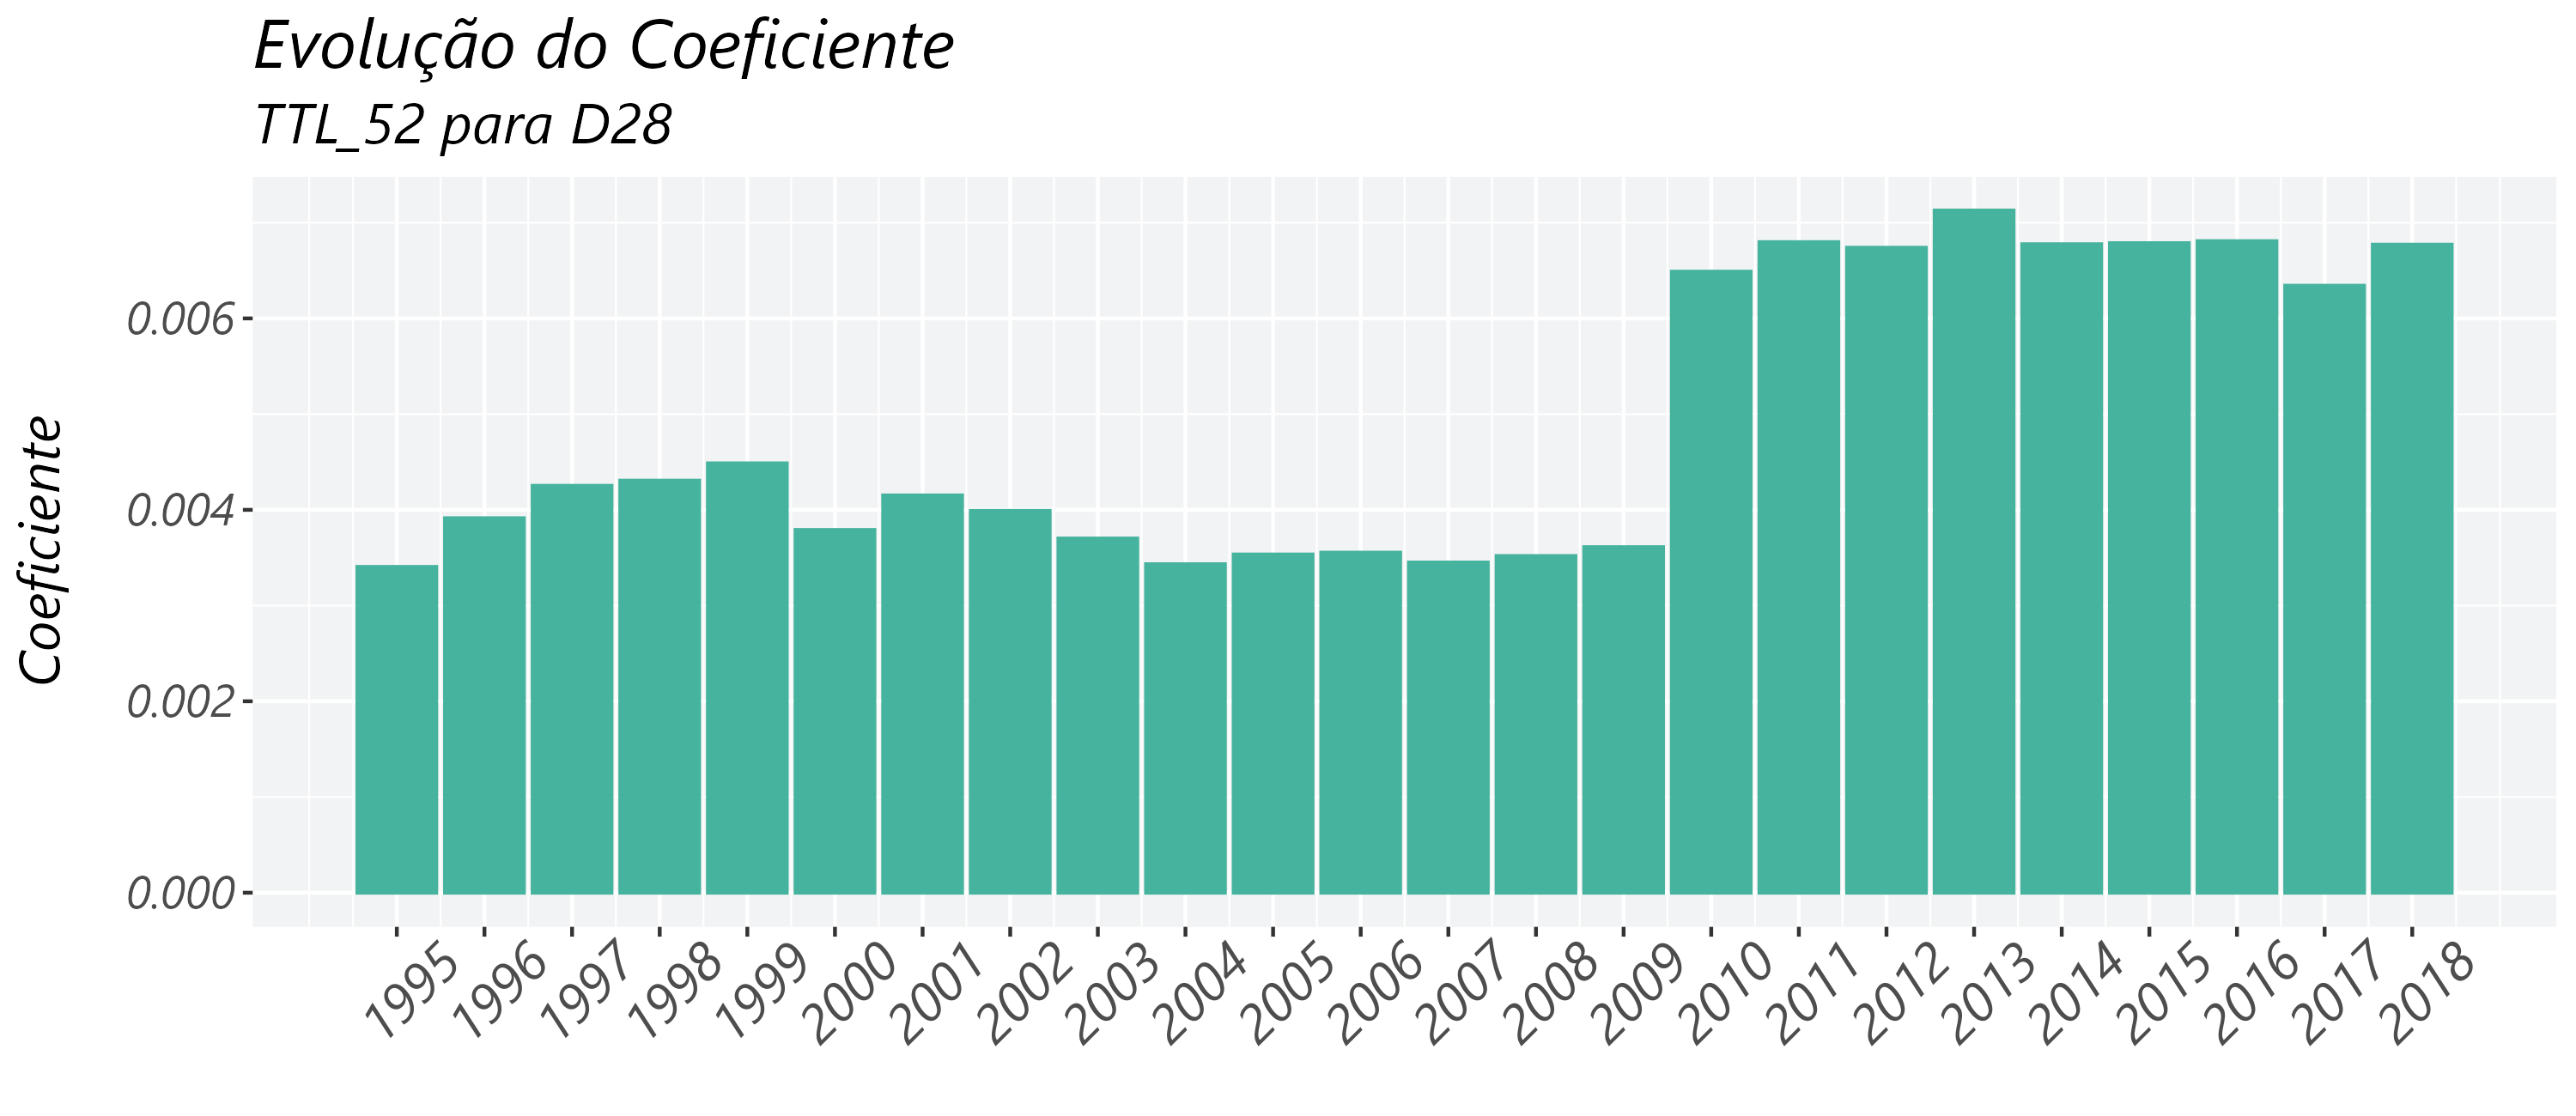 Evolução do Coeficiente
TTL_52 para D28
Coeficiente
0.006
0.004
0.002
0.000
1995 1996 1997 1998 1999 2000 2001 2002 2003 2004 2005 2006 2007 2008 2009 2010 2011 2012 2013 2014 2015 2016 2017 2018